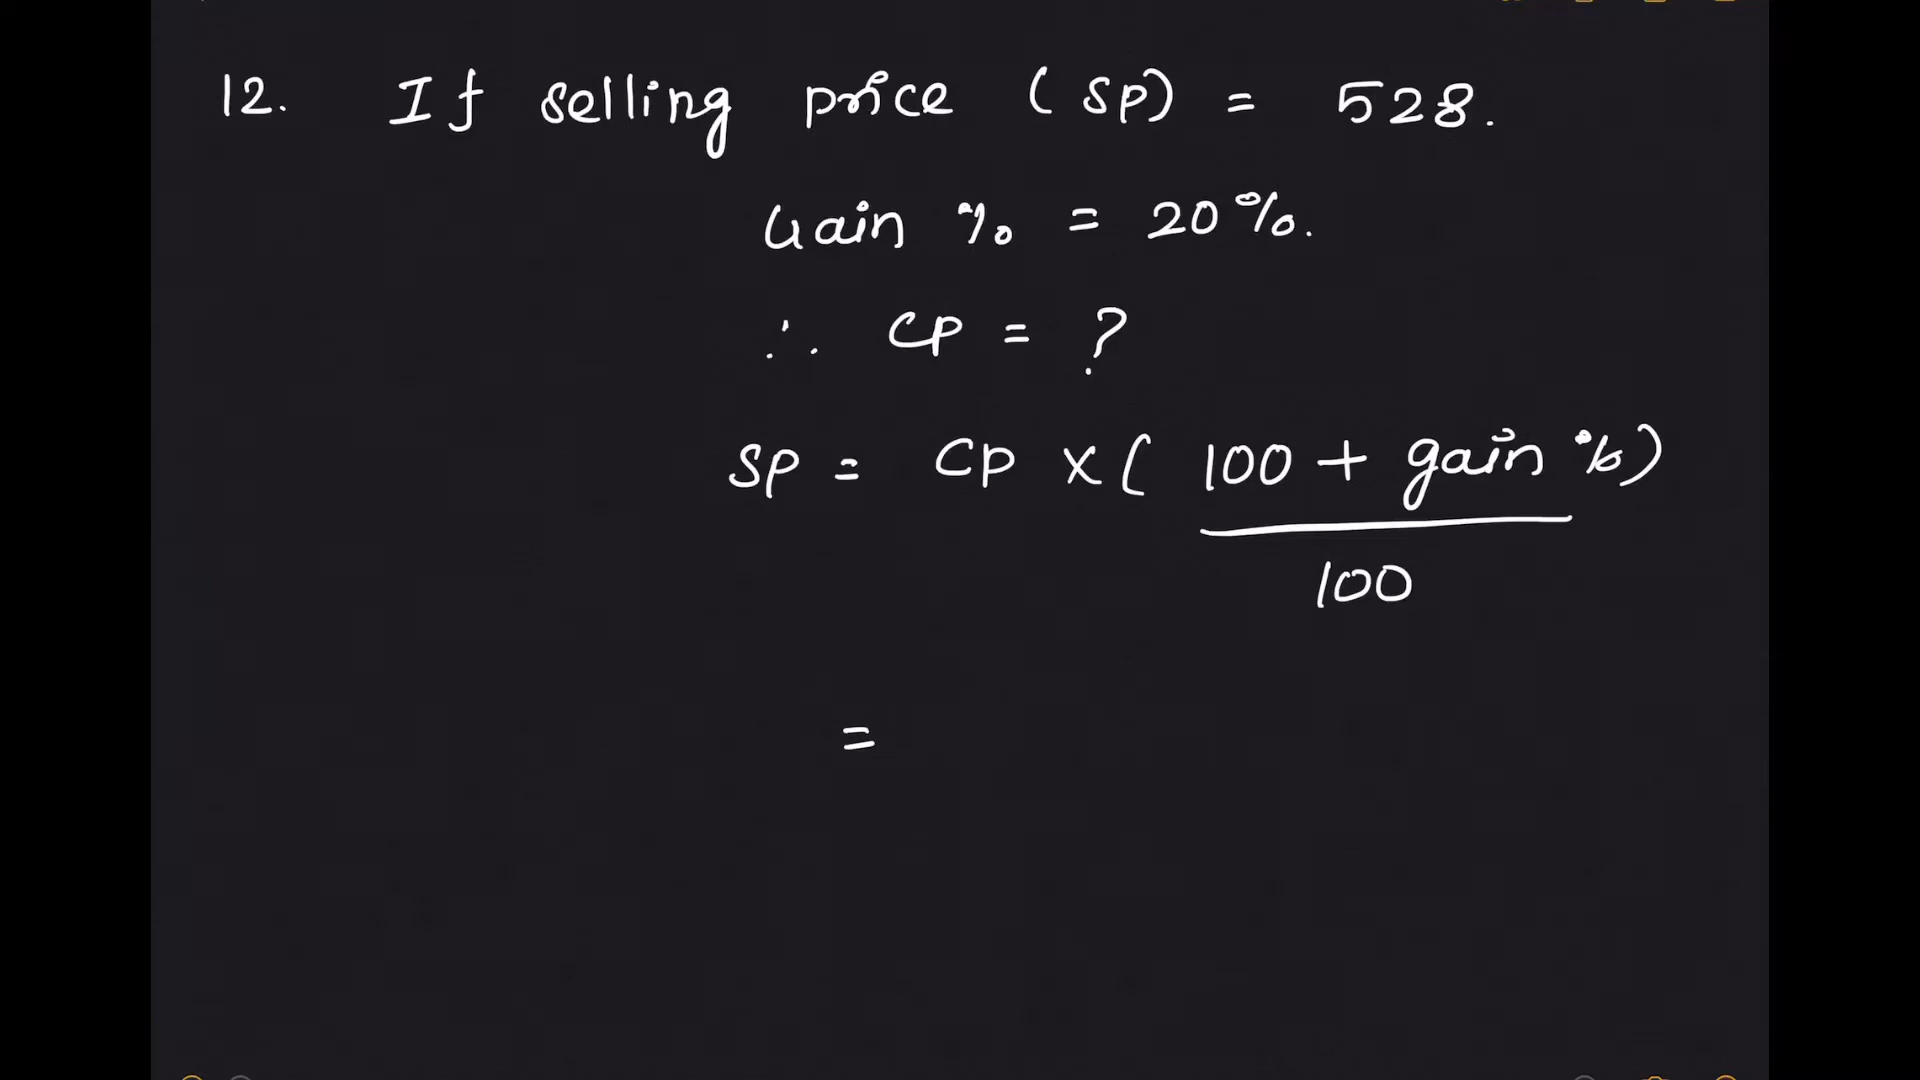 12. If selling price (SP) = 528.
Gain % = 20%.
∴ CP = ?
SP = CP × ( 100 + gain %)
100
=